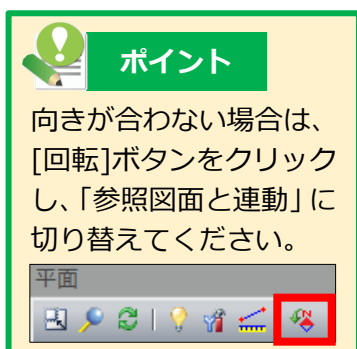 ポイント
向きが合わない場合は、
[回転]ボタンをクリック
し、「参照図面と連動」に
切り替えてください。
平面